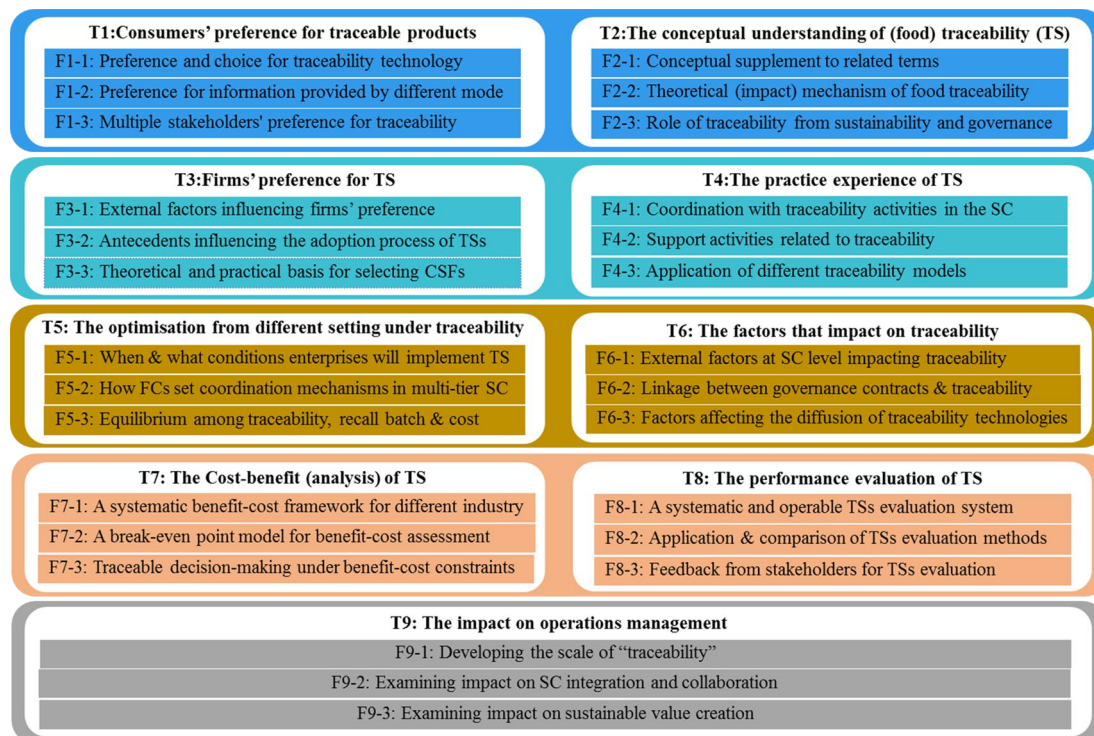 T1:Consumers' preference for traceable products
F1-1: Preference and choice for traceability technology
F1-2: Preference for information provided by different mode
F1-3: Multiple stakeholders' preference for traceability
T2:The conceptual understanding of (food) traceability (TS)
F2-1: Conceptual supplement to related terms
F2-2: Theoretical (impact) mechanism of food traceability
F2-3: Role of traceability from sustainability and governance
T3:Firms' preference for TS
F3-1: External factors influencing firms' preference
F3-2: Antecedents influencing the adoption process of TSs
F3-3: Theoretical and practical basis for selecting CSFs
T4:The practice experience of TS
F4-1: Coordination with traceability activities in the SC
F4-2: Support activities related to traceability
F4-3: Application of different traceability models
T5: The optimisation from different setting under traceability
F5-1: When & what conditions enterprises will implement TS
F5-2: How FCs set coordination mechanisms in multi-tier SC
F5-3: Equilibrium among traceability, recall batch & cost
T6: The factors that impact on traceability
F6-1: External factors at SC level impacting traceability
F6-2: Linkage between governance contracts & traceability
F6-3: Factors affecting the diffusion of traceability technologies
T7: The Cost-benefit (analysis) of TS
F7-1: A systematic benefit-cost framework for different industry
F7-2: A break-even point model for benefit-cost assessment
F7-3: Traceable decision-making under benefit-cost constraints
T8: The performance evaluation of TS
F8-1: A systematic and operable TSs evaluation system
F8-2: Application & comparison of TSs evaluation methods
F8-3: Feedback from stakeholders for TSs evaluation
T9: The impact on operations management
F9-1: Developing the scale of “traceability”
F9-2: Examining impact on SC integration and collaboration
F9-3: Examining impact on sustainable value creation